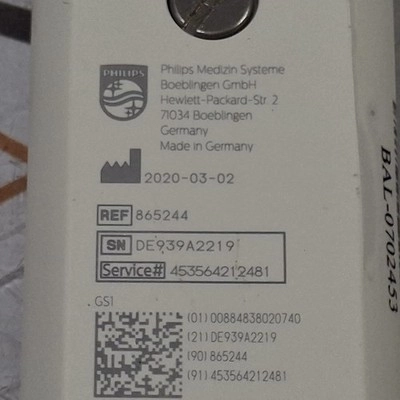 PHILIPS
Philips Medizin Systeme
Boeblingen GmbH
Hewlett-Packard-Str. 2
71034 Boeblingen
Germany
Made in Germany
2020-03-02
REF 865244
SN DE939A2219
Service# 453564212481
GS1
(01) 00884838020740
(21) DE939A2219
(90) 865244
(91) 453564212481
BAL-0702453